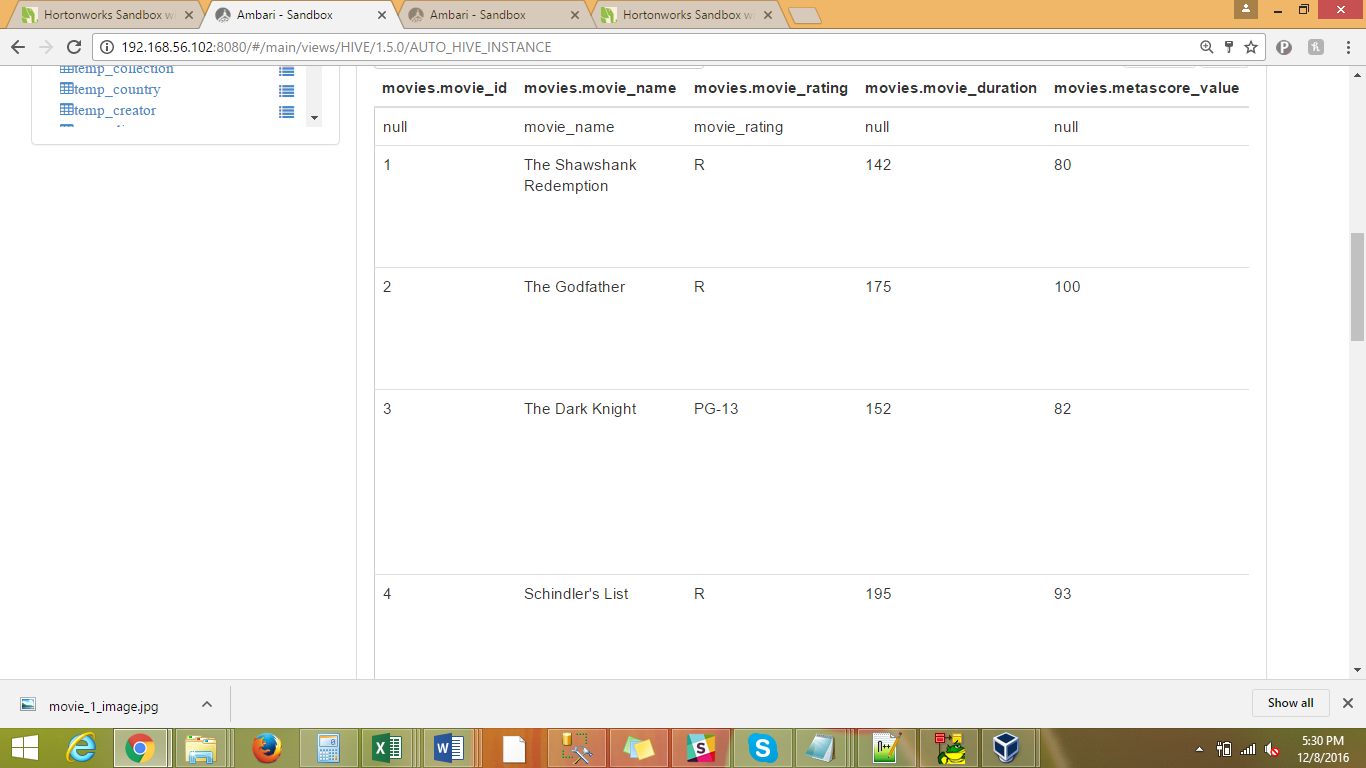 Hortonworks Sandbox w
Ambari - Sandbox
Ambari - Sandbox
Hortonworks Sandbox w
192.168.56.102:8080/#/main/views/HIVE/1.5.0/AUTO_HIVE_INSTANCE
temp_collection
temp_country
temp_creator
movies.movie_id movies.movie_name movies.movie_rating movies.movie_duration movies.metascore_value
null movie_name movie_rating null null
1 The Shawshank R 142 80
Redemption
2 The Godfather R 175 100
3 The Dark Knight PG-13 152 82
4 Schindler's List R 195 93
movie_1_image.jpg
Show all
5:30 PM
12/8/2016